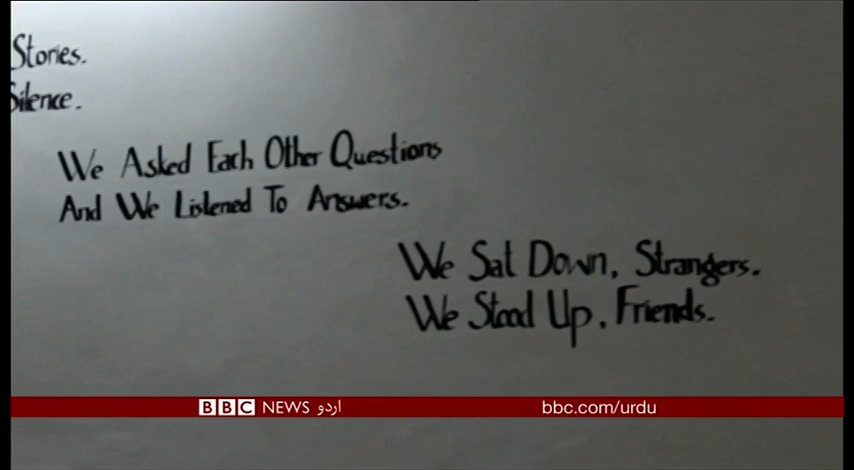 Stories.
Silence.
We Asked Each Other Questions
And We Listened To Answers.
We Sat Down, Strangers.
We Stood Up, Friends.
BBC NEWS اردو
bbc.com/urdu